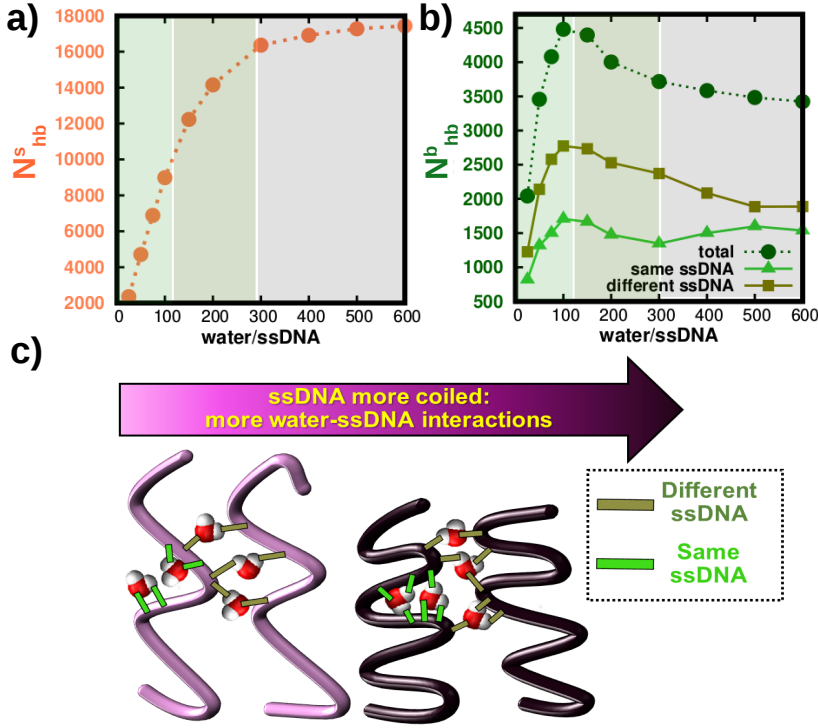 a)
18000
16000
14000
12000
10000
8000
6000
4000
2000
N^s_hb
0 100 200 300 400 500 600
water/ssDNA
b)
4500
4000
3500
3000
2500
2000
1500
1000
500
N^b_hb
total
same ssDNA
different ssDNA
0 100 200 300 400 500 600
water/ssDNA
c)
ssDNA more coiled:
more water-ssDNA interactions
Different
ssDNA
Same
ssDNA